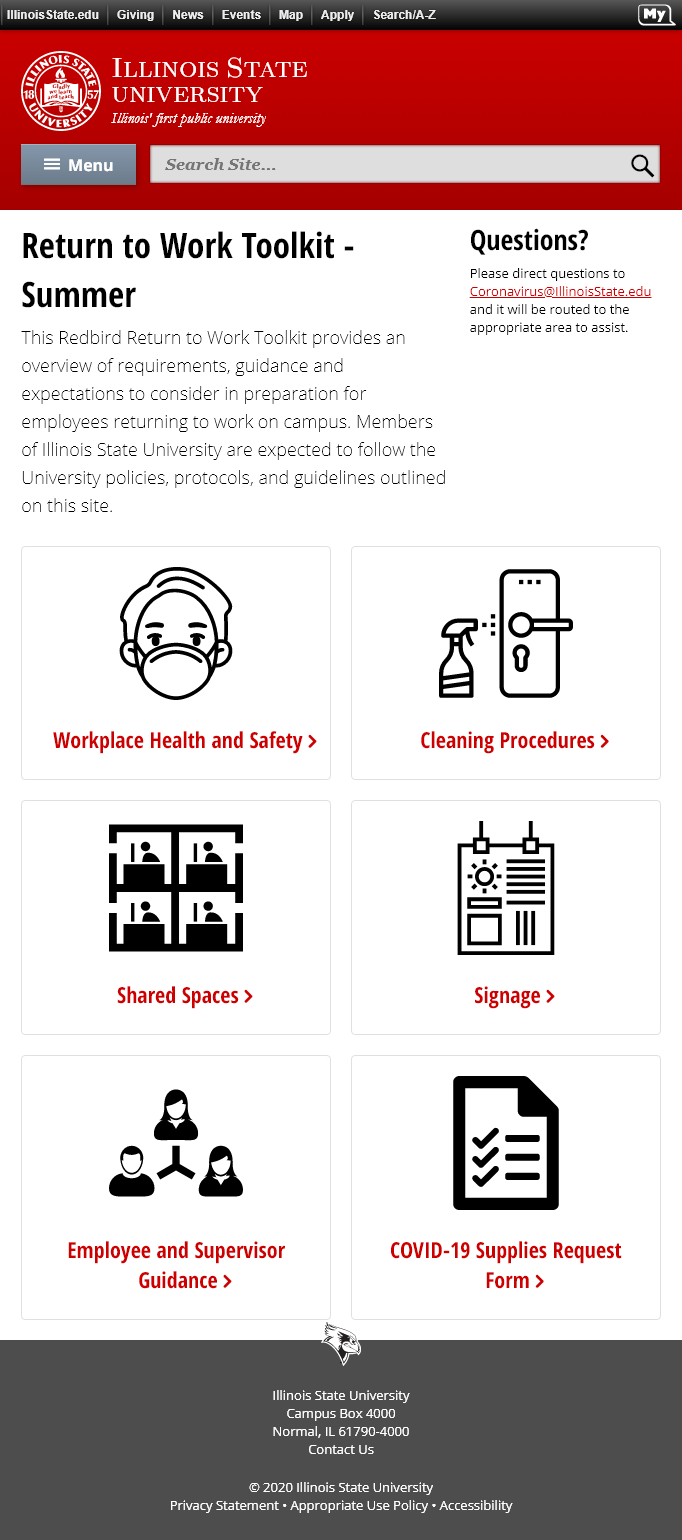 IllinoisState.edu Giving News Events Map Apply Search/A-Z My
ILLINOIS STATE UNIVERSITY
18 57
Gladly we learn and teach
ILLINOIS STATE
UNIVERSITY
Illinois' first public university
Menu
Search Site...
Return to Work Toolkit -
Summer
This Redbird Return to Work Toolkit provides an
overview of requirements, guidance and
expectations to consider in preparation for
employees returning to work on campus. Members
of Illinois State University are expected to follow the
University policies, protocols, and guidelines outlined
on this site.
Questions?
Please direct questions to
Coronavirus@IllinoisState.edu
and it will be routed to the
appropriate area to assist.
Workplace Health and Safety
Cleaning Procedures
Shared Spaces
Signage
Employee and Supervisor
Guidance
COVID-19 Supplies Request
Form
Illinois State University
Campus Box 4000
Normal, IL 61790-4000
Contact Us
© 2020 Illinois State University
Privacy Statement • Appropriate Use Policy • Accessibility